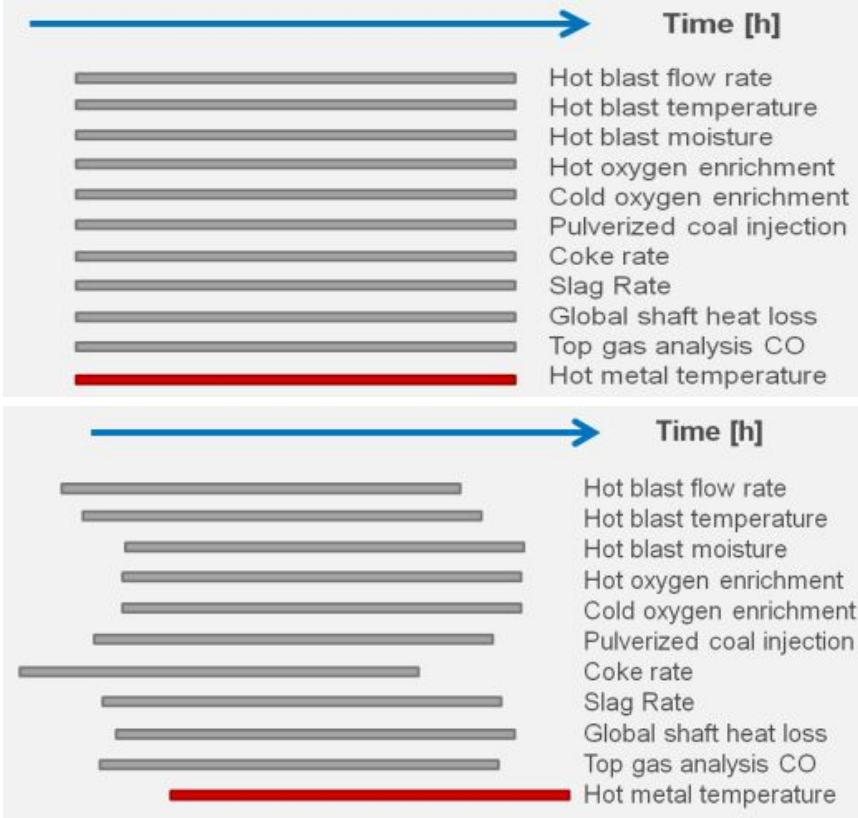 Time [h]
Hot blast flow rate
Hot blast temperature
Hot blast moisture
Hot oxygen enrichment
Cold oxygen enrichment
Pulverized coal injection
Coke rate
Slag Rate
Global shaft heat loss
Top gas analysis CO
Hot metal temperature
Time [h]
Hot blast flow rate
Hot blast temperature
Hot blast moisture
Hot oxygen enrichment
Cold oxygen enrichment
Pulverized coal injection
Coke rate
Slag Rate
Global shaft heat loss
Top gas analysis CO
Hot metal temperature